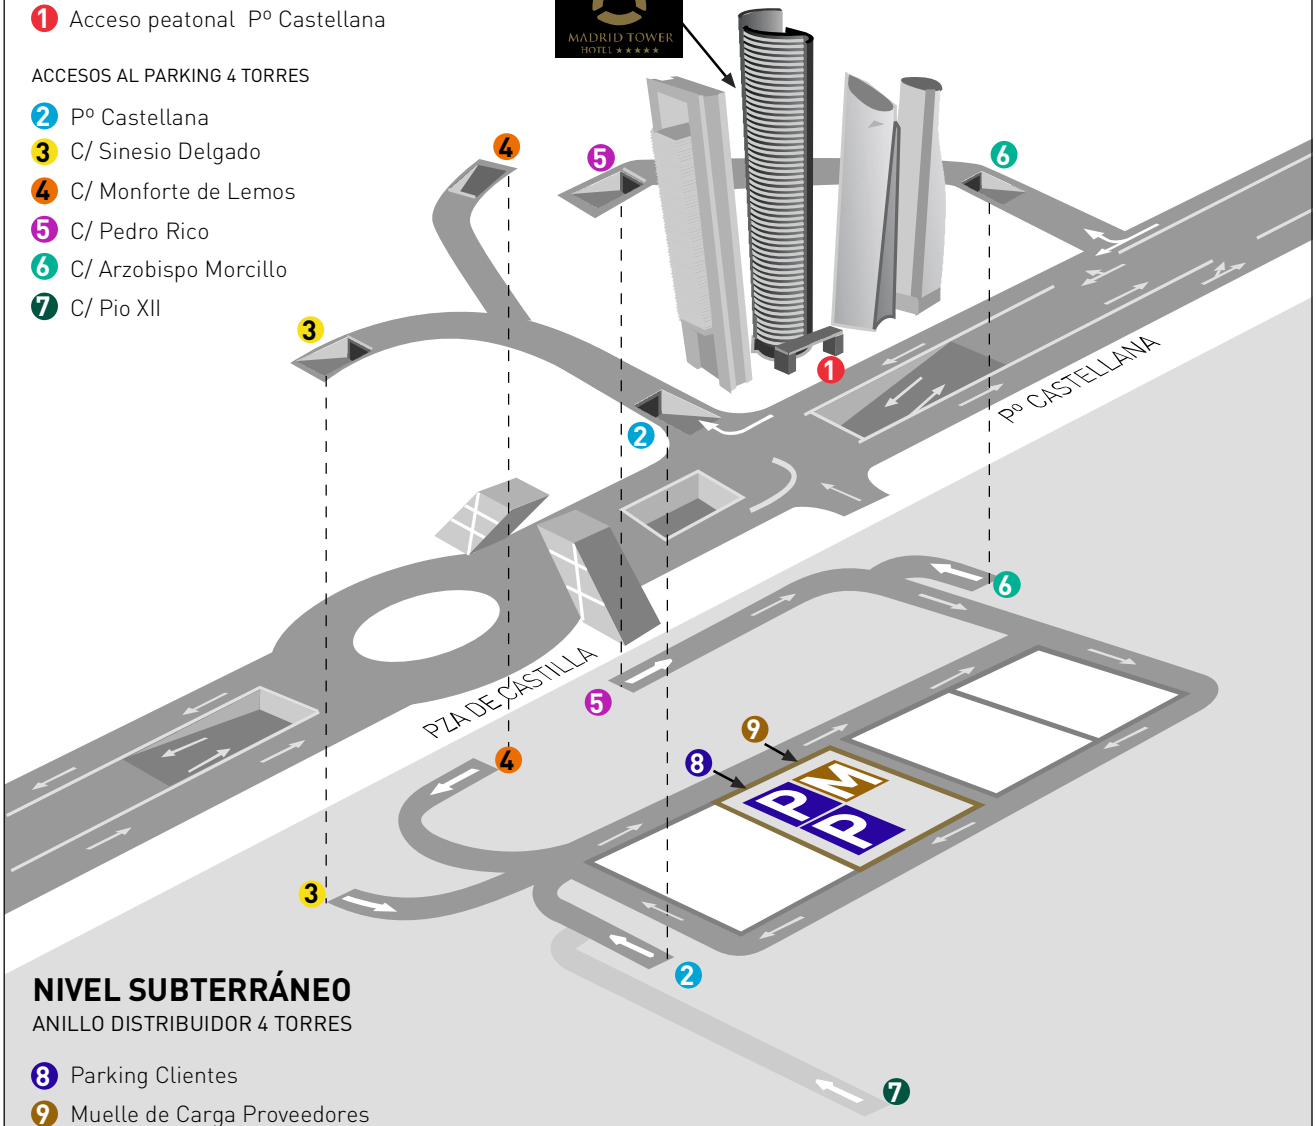 1 Acceso peatonal Pº Castellana
MADRID TOWER
HOTEL ★★★★★
ACCESOS AL PARKING 4 TORRES
2 Pº Castellana
3 C/ Sinesio Delgado
4 C/ Monforte de Lemos
5 C/ Pedro Rico
6 C/ Arzobispo Morcillo
7 C/ Pio XII
4
5
6
3
1
2
Pº CASTELLANA
PZA DE CASTILLA
6
5
4
9
8
M
P
P
3
2
7
NIVEL SUBTERRÁNEO
ANILLO DISTRIBUIDOR 4 TORRES
8 Parking Clientes
9 Muelle de Carga Proveedores